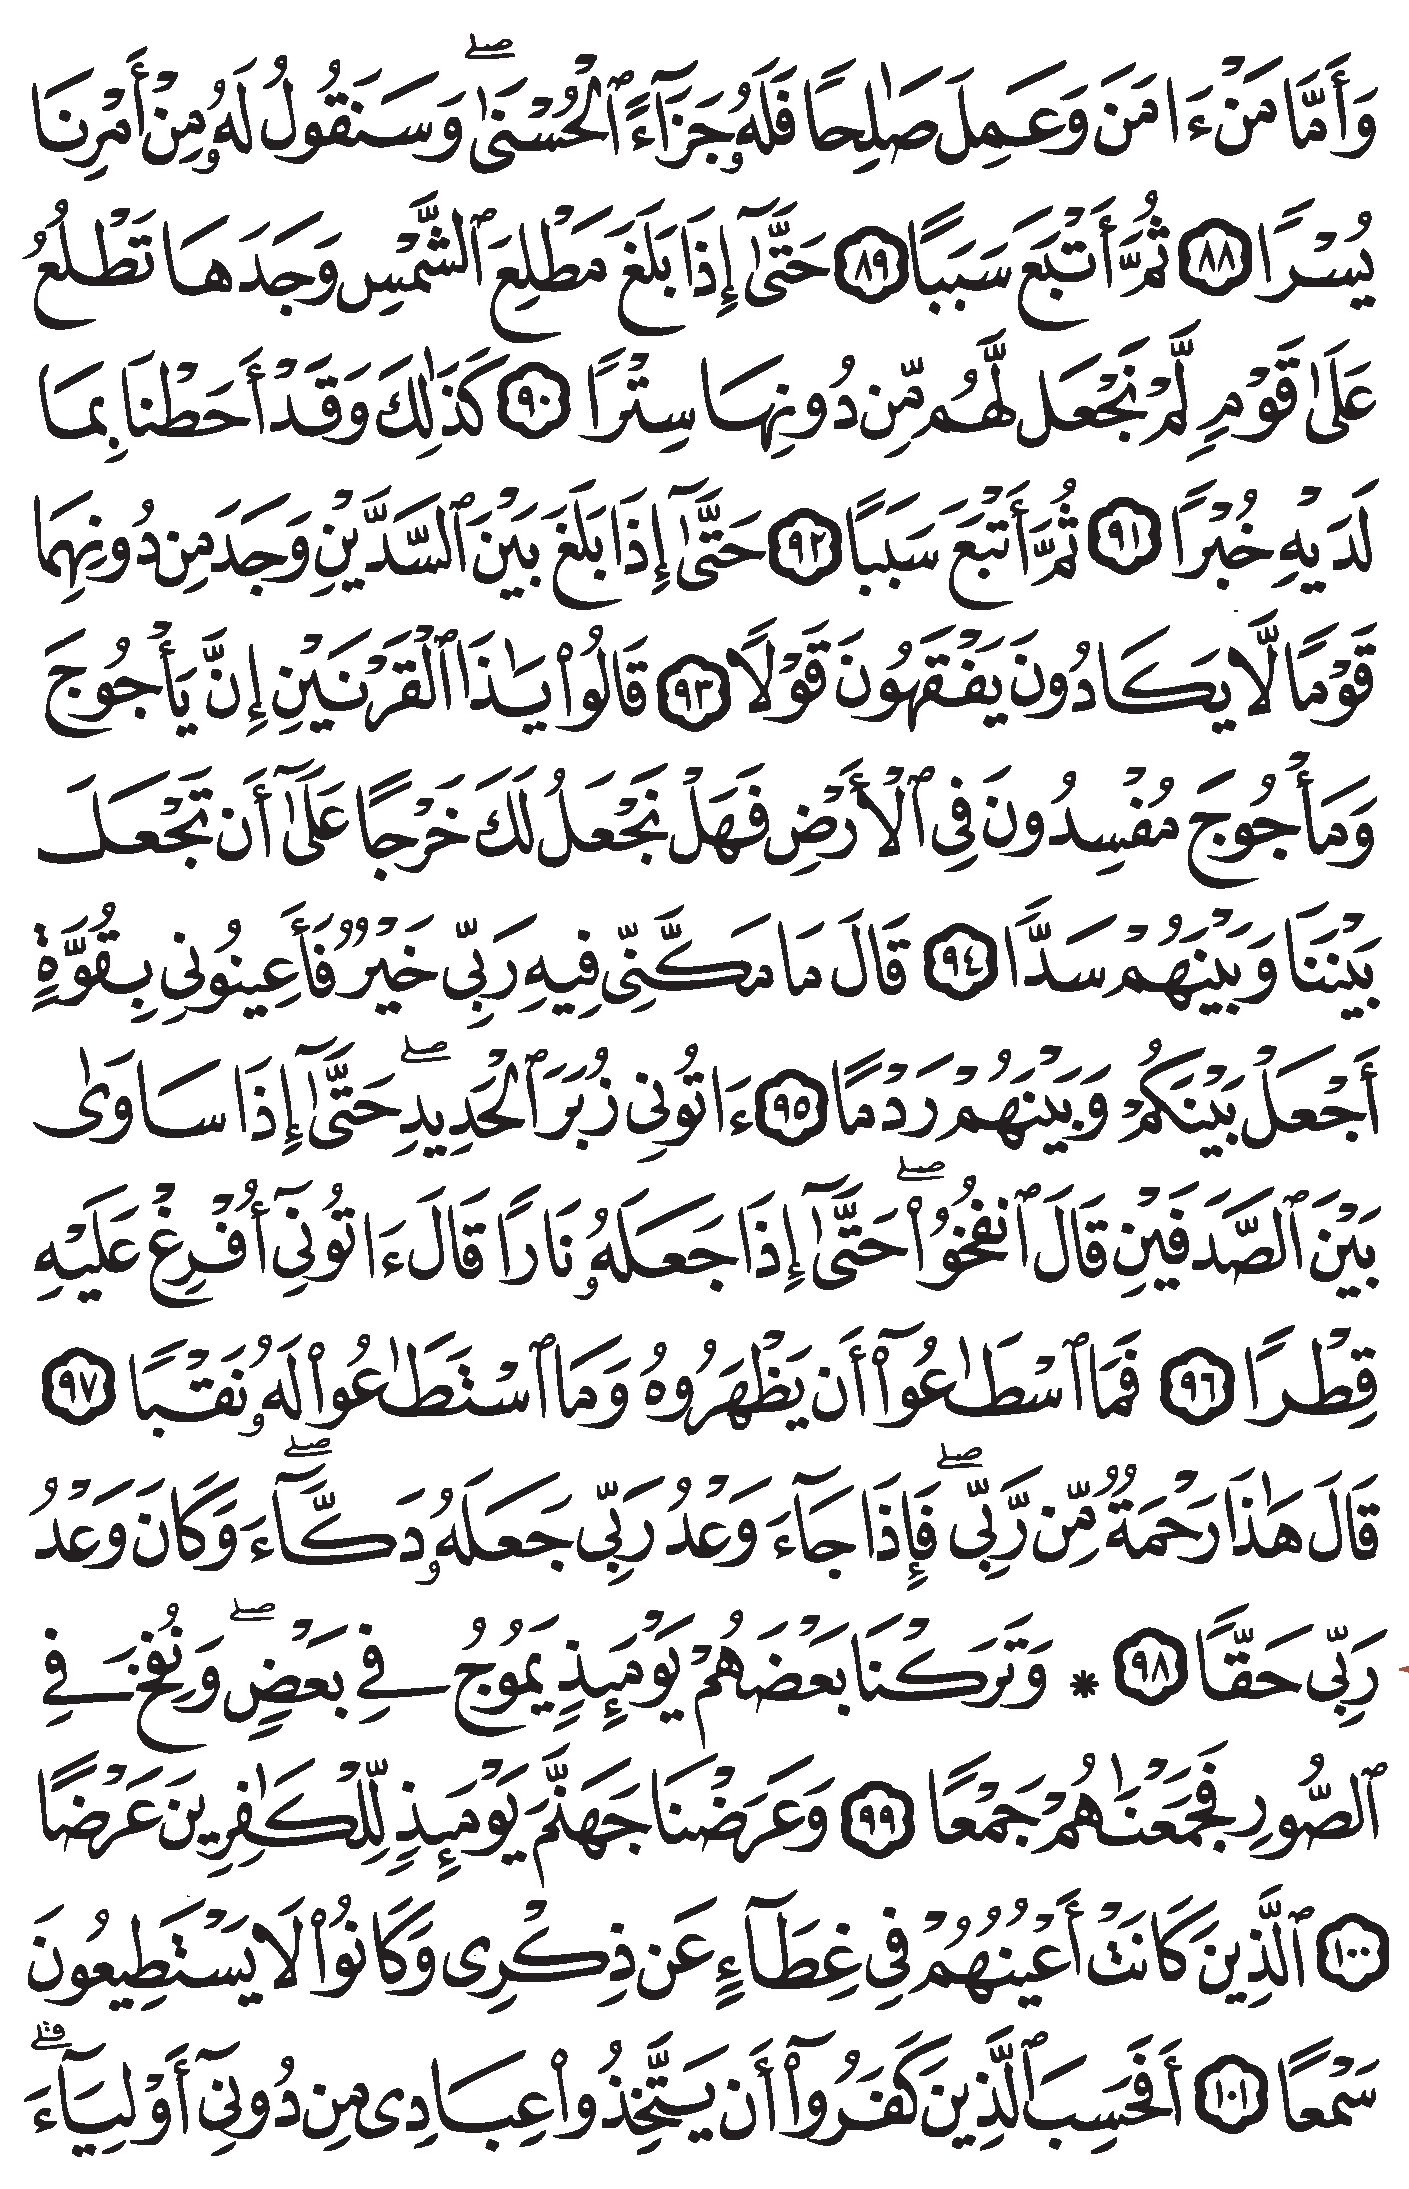 وَأَمَّا مَنْ ءَامَنَ وَعَمِلَ صَٰلِحًا فَلَهُۥ جَزَآءً ٱلْحُسْنَىٰ ۖ وَسَنَقُولُ لَهُۥ مِنْ أَمْرِنَا
يُسْرًا ٨٨ ثُمَّ أَتْبَعَ سَبَبًا ٨٩ حَتَّىٰٓ إِذَا بَلَغَ مَطْلِعَ ٱلشَّمْسِ وَجَدَهَا تَطْلُعُ
عَلَىٰ قَوْمٍ لَّمْ نَجْعَل لَّهُم مِّن دُونِهَا سِتْرًا ٩٠ كَذَٰلِكَ وَقَدْ أَحَطْنَا بِمَا
لَدَيْهِ خُبْرًا ٩١ ثُمَّ أَتْبَعَ سَبَبًا ٩٢ حَتَّىٰٓ إِذَا بَلَغَ بَيْنَ ٱلسَّدَّيْنِ وَجَدَ مِن دُونِهِمَا
قَوْمًا لَّا يَكَادُونَ يَفْقَهُونَ قَوْلًا ٩٣ قَالُوا۟ يَٰذَا ٱلْقَرْنَيْنِ إِنَّ يَأْجُوجَ
وَمَأْجُوجَ مُفْسِدُونَ فِى ٱلْأَرْضِ فَهَلْ نَجْعَلُ لَكَ خَرْجًا عَلَىٰٓ أَن تَجْعَلَ
بَيْنَنَا وَبَيْنَهُمْ سَدًّا ٩٤ قَالَ مَا مَكَّنِّى فِيهِ رَبِّى خَيْرٌ فَأَعِينُونِى بِقُوَّةٍ
أَجْعَلْ بَيْنَكُمْ وَبَيْنَهُمْ رَدْمًا ٩٥ ءَاتُونِى زُبَرَ ٱلْحَدِيدِ ۖ حَتَّىٰٓ إِذَا سَاوَىٰ
بَيْنَ ٱلصَّدَفَيْنِ قَالَ ٱنفُخُوا۟ ۖ حَتَّىٰٓ إِذَا جَعَلَهُۥ نَارًا قَالَ ءَاتُونِىٓ أُفْرِغْ عَلَيْهِ
قِطْرًا ٩٦ فَمَا ٱسْطَٰعُوٓا۟ أَن يَظْهَرُوهُ وَمَا ٱسْتَطَٰعُوا۟ لَهُۥ نَقْبًا ٩٧
قَالَ هَٰذَا رَحْمَةٌ مِّن رَّبِّى ۖ فَإِذَا جَآءَ وَعْدُ رَبِّى جَعَلَهُۥ دَكَّآءَ ۖ وَكَانَ وَعْدُ
رَبِّى حَقًّا ٩٨ * وَتَرَكْنَا بَعْضَهُمْ يَوْمَئِذٍ يَمُوجُ فِى بَعْضٍ ۖ وَنُفِخَ فِى
ٱلصُّورِ فَجَمَعْنَٰهُمْ جَمْعًا ٩٩ وَعَرَضْنَا جَهَنَّمَ يَوْمَئِذٍ لِّلْكَٰفِرِينَ عَرْضًا
١٠٠ ٱلَّذِينَ كَانَتْ أَعْيُنُهُمْ فِى غِطَآءٍ عَن ذِكْرِى وَكَانُوا۟ لَا يَسْتَطِيعُونَ
سَمْعًا ١٠١ أَفَحَسِبَ ٱلَّذِينَ كَفَرُوٓا۟ أَن يَتَّخِذُوا۟ عِبَادِى مِن دُونِىٓ أَوْلِيَآءَ ۗ